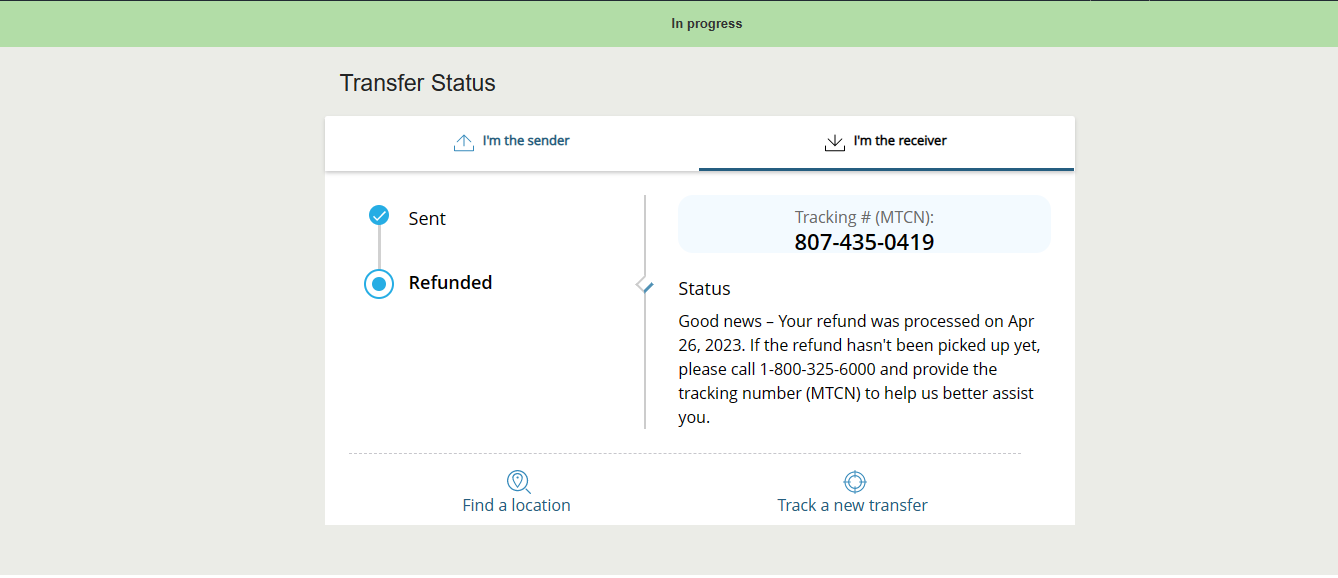 In progress
Transfer Status
I'm the sender
I'm the receiver
Sent
Refunded
Tracking # (MTCN):
807-435-0419
Status
Good news – Your refund was processed on Apr
26, 2023. If the refund hasn't been picked up yet,
please call 1-800-325-6000 and provide the
tracking number (MTCN) to help us better assist
you.
Find a location
Track a new transfer